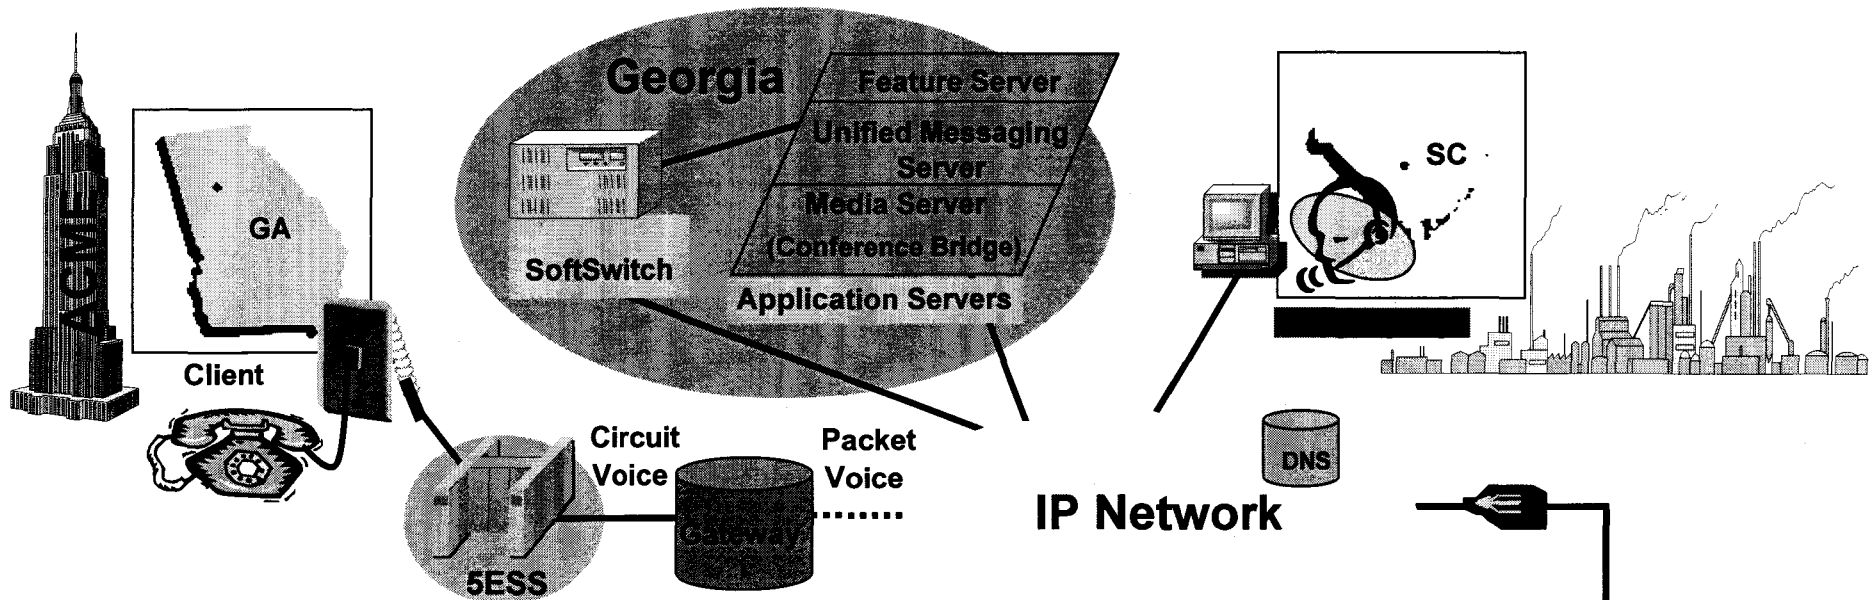 Georgia
Feature Server
Unified Messaging
Server
Media Server
(Conference Bridge)
SoftSwitch
Application Servers
ACME
GA
Client
SC
Circuit
Voice
Packet
Voice
Gateway
5ESS
DNS
IP Network